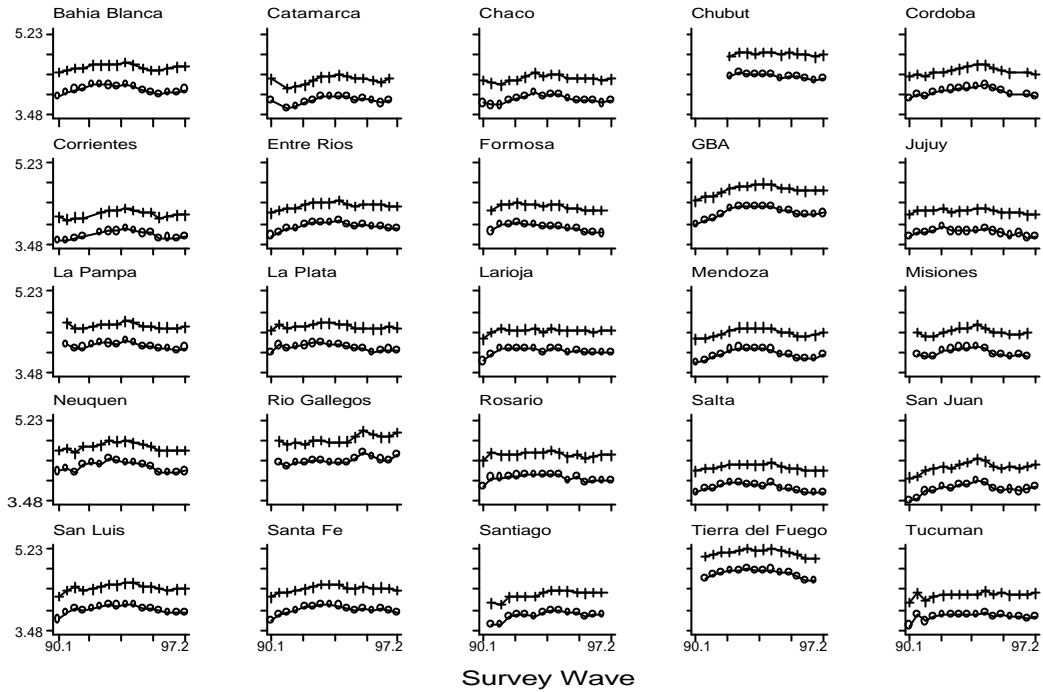 Bahia Blanca Catamarca Chaco Chubut Cordoba
5.23
3.48
Corrientes Entre Rios Formosa GBA Jujuy
5.23
3.48
La Pampa La Plata Larioja Mendoza Misiones
5.23
3.48
Neuquen Rio Gallegos Rosario Salta San Juan
5.23
3.48
San Luis Santa Fe Santiago Tierra del Fuego Tucuman
5.23
3.48
90.1 97.2 90.1 97.2 90.1 97.2 90.1 97.2 90.1 97.2
Survey Wave